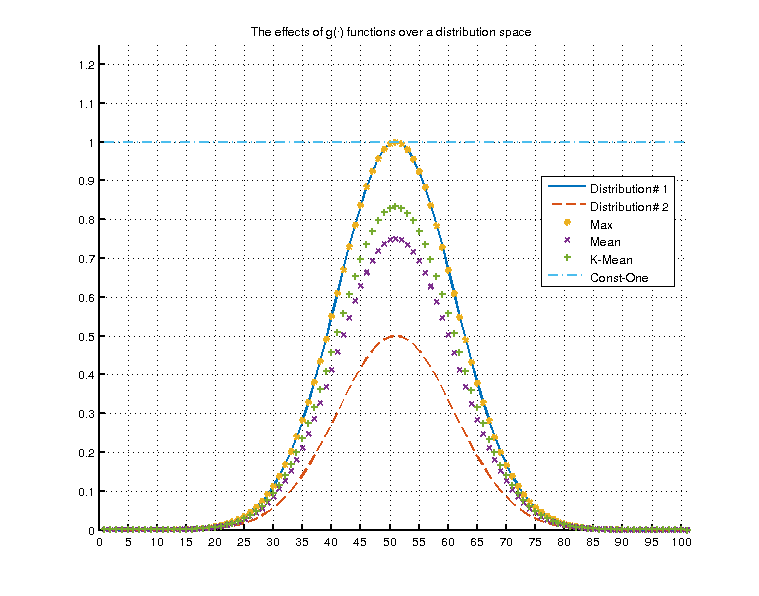 The effects of g(·) functions over a distribution space
1.2
1.1
1
0.9
0.8
0.7
0.6
0.5
0.4
0.3
0.2
0.1
0
Distribution# 1
Distribution# 2
Max
Mean
K-Mean
Const-One
0 5 10 15 20 25 30 35 40 45 50 55 60 65 70 75 80 85 90 95 100